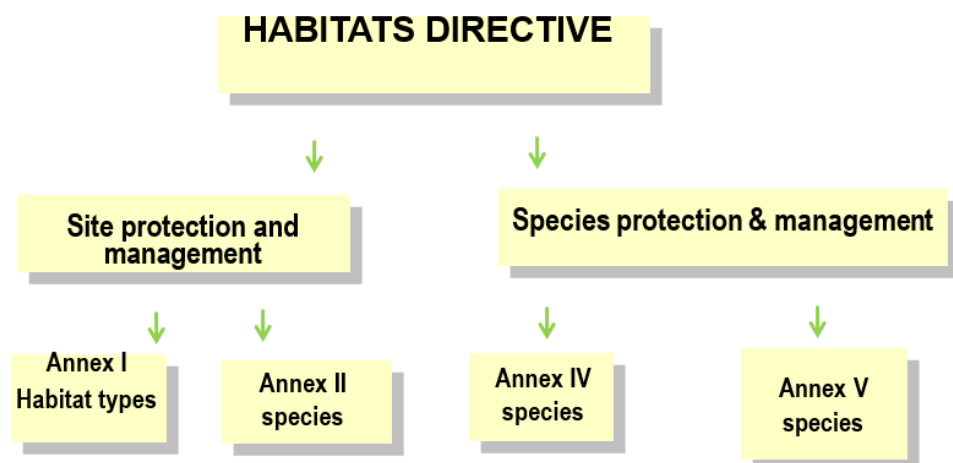 HABITATS DIRECTIVE
Site protection and
management
Species protection & management
Annex I
Habitat types
Annex II
species
Annex IV
species
Annex V
species